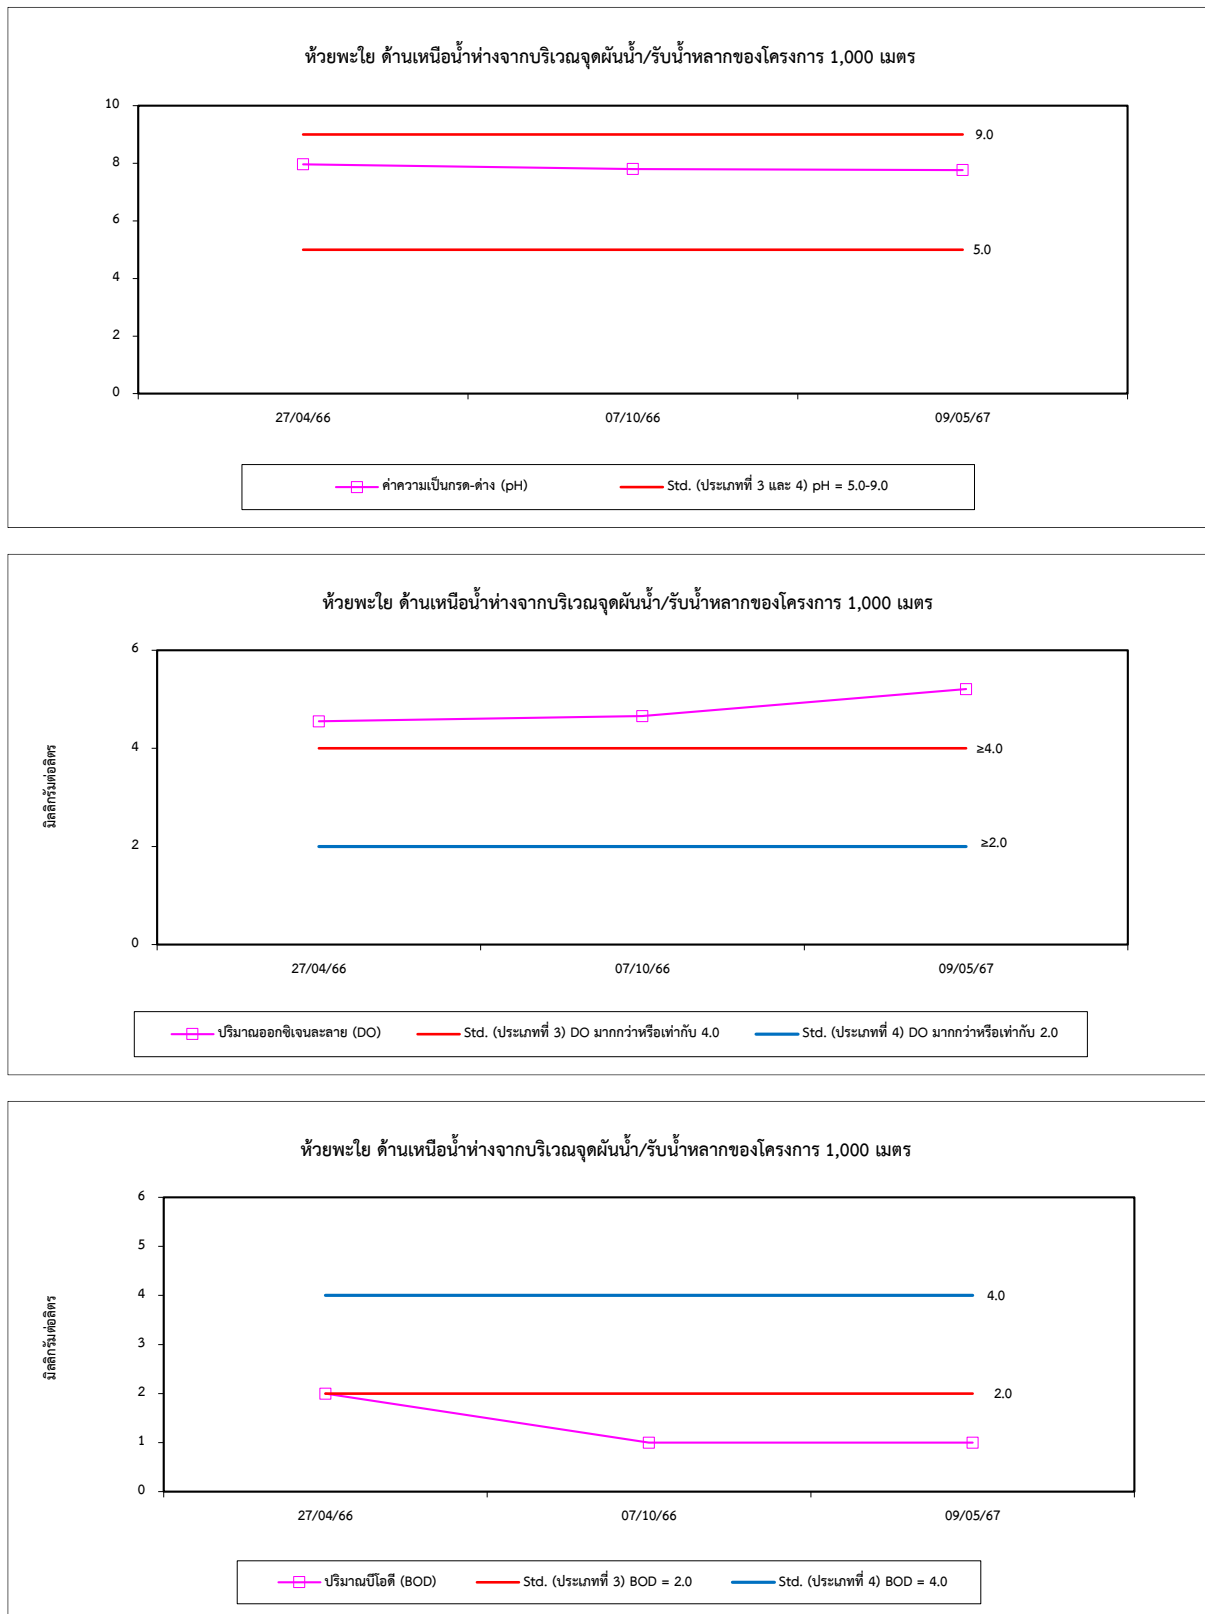 ห้วยพะใย ด้านเหนือน้ำห่างจากบริเวณจุดผันน้ำ/รับน้ำหลากของโครงการ 1,000 เมตร
10
9.0
8
6
5.0
4
2
0
27/04/66 07/10/66 09/05/67
ค่าความเป็นกรด-ด่าง (pH) Std. (ประเภทที่ 3 และ 4) pH = 5.0-9.0
ห้วยพะใย ด้านเหนือน้ำห่างจากบริเวณจุดผันน้ำ/รับน้ำหลากของโครงการ 1,000 เมตร
มิลลิกรัมต่อลิตร
6
4
≥4.0
2
≥2.0
0
27/04/66 07/10/66 09/05/67
ปริมาณออกซิเจนละลาย (DO) Std. (ประเภทที่ 3) DO มากกว่าหรือเท่ากับ 4.0 Std. (ประเภทที่ 4) DO มากกว่าหรือเท่ากับ 2.0
ห้วยพะใย ด้านเหนือน้ำห่างจากบริเวณจุดผันน้ำ/รับน้ำหลากของโครงการ 1,000 เมตร
มิลลิกรัมต่อลิตร
6
5
4
4.0
3
2
2.0
1
0
27/04/66 07/10/66 09/05/67
ปริมาณบีโอดี (BOD) Std. (ประเภทที่ 3) BOD = 2.0 Std. (ประเภทที่ 4) BOD = 4.0